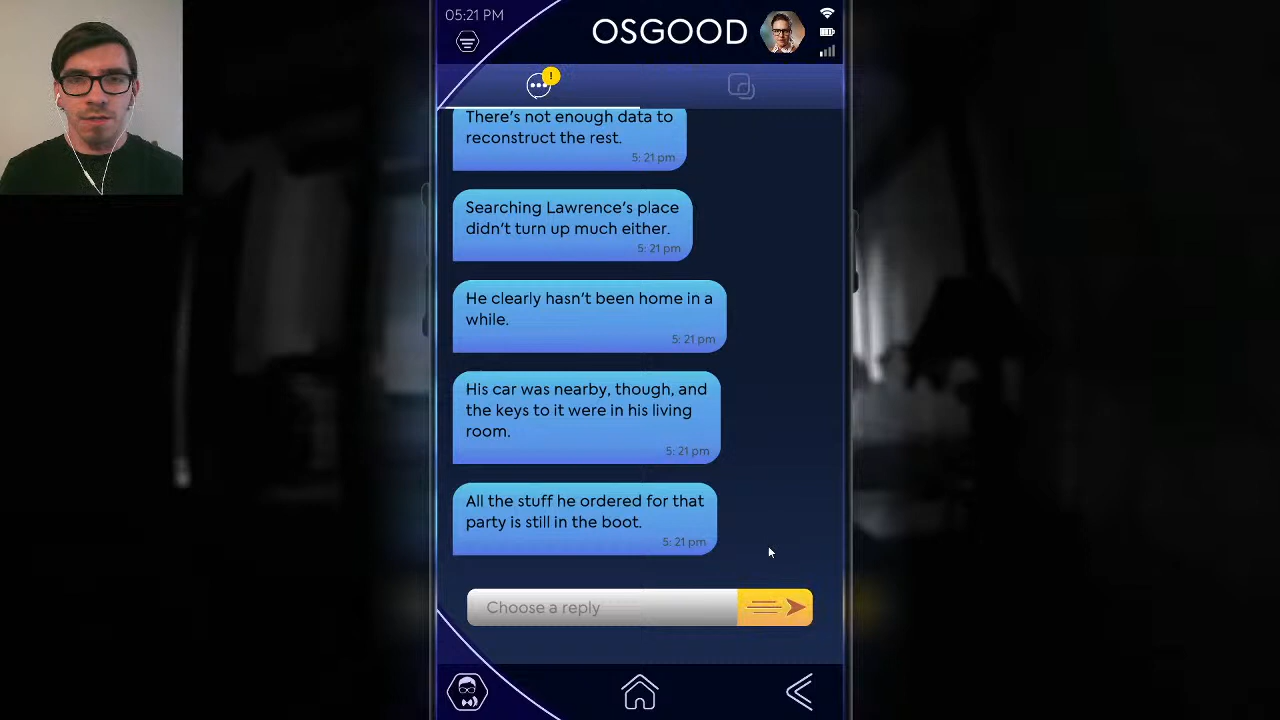 05:21 PM
OSGOOD
!
There's not enough data to
reconstruct the rest.
5: 21 pm
Searching Lawrence's place
didn't turn up much either.
5: 21 pm
He clearly hasn't been home in a
while.
5: 21 pm
His car was nearby, though, and
the keys to it were in his living
room.
5: 21 pm
All the stuff he ordered for that
party is still in the boot.
5: 21 pm
Choose a reply